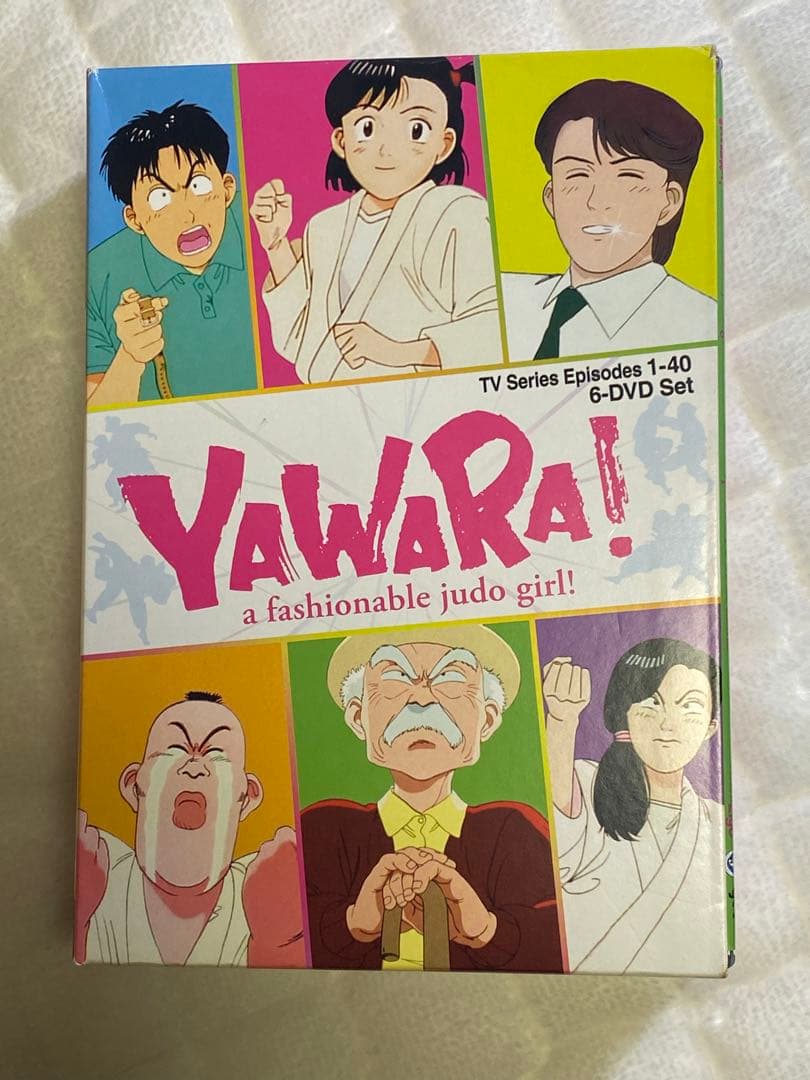 TV Series Episodes 1-40
6-DVD Set
YAWARA!
a fashionable judo girl!